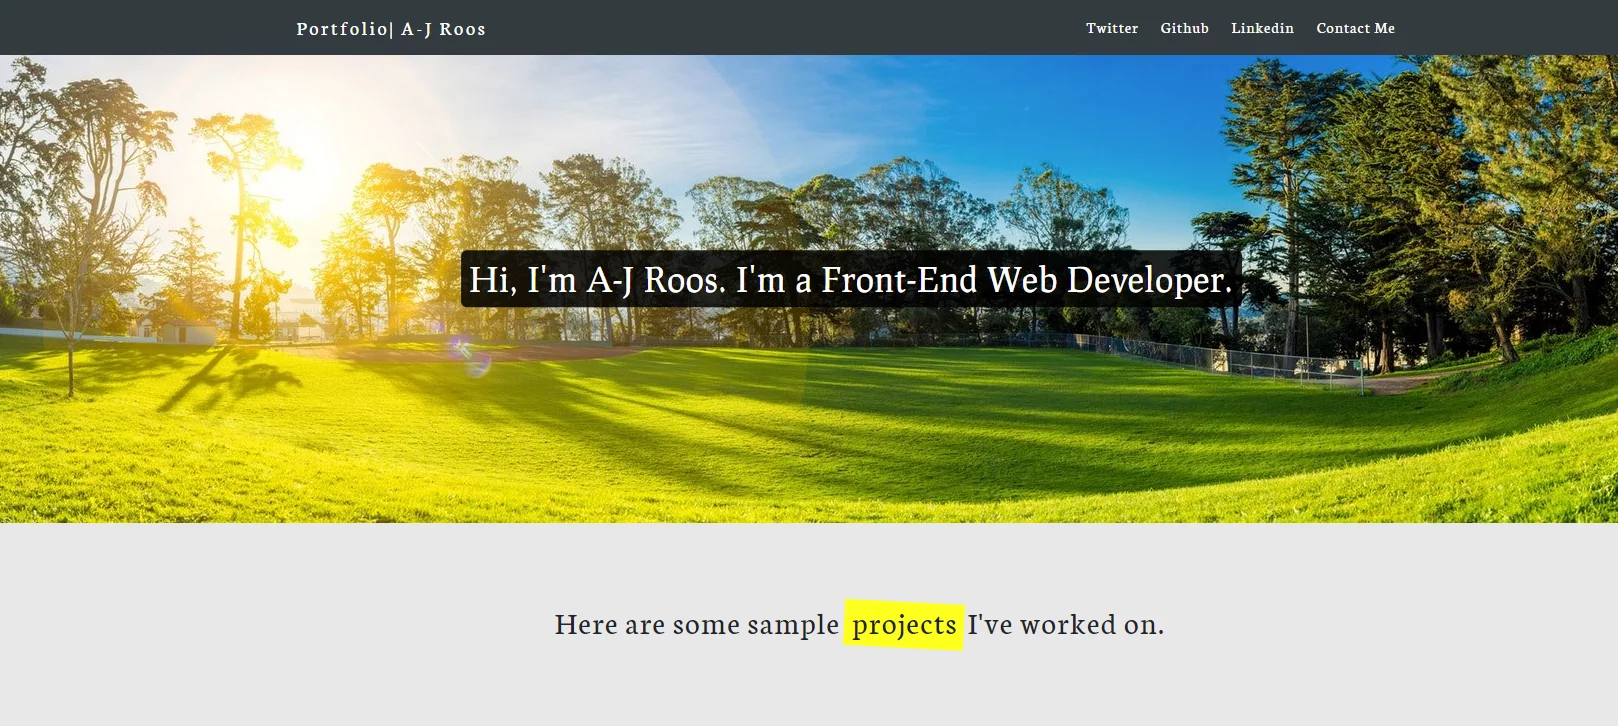 Portfolio| A-J Roos
Twitter Github Linkedin Contact Me
Hi, I'm A-J Roos. I'm a Front-End Web Developer.
Here are some sample projects I've worked on.